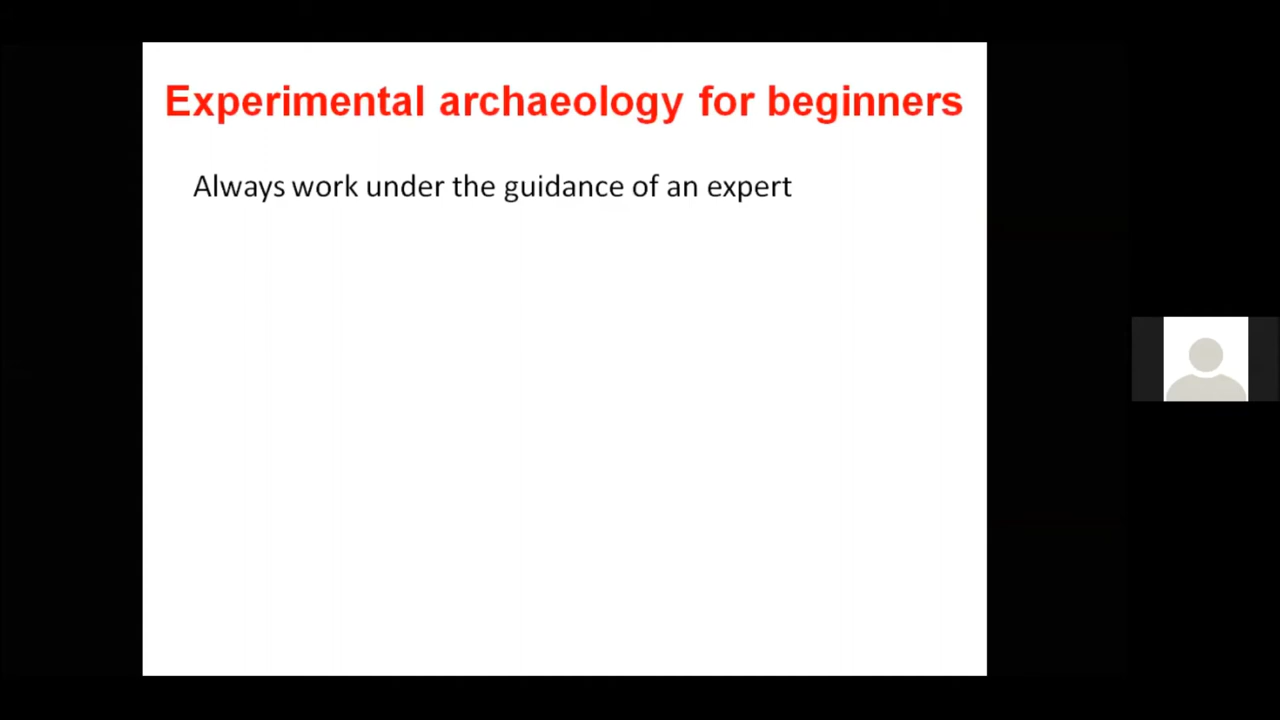 Experimental archaeology for beginners
Always work under the guidance of an expert